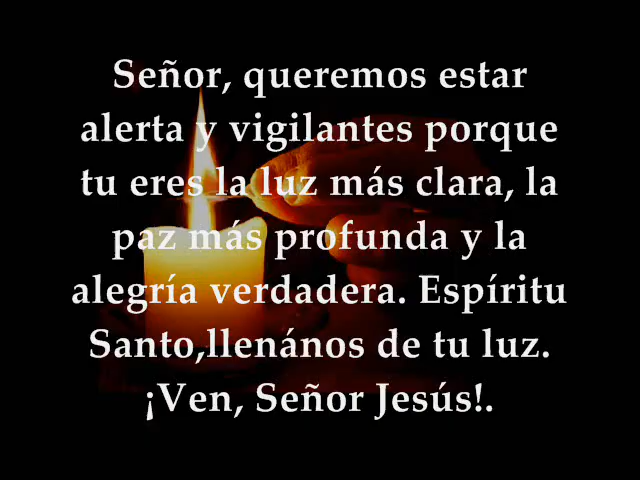 Señor, queremos estar
alerta y vigilantes porque
tu eres la luz más clara, la
paz más profunda y la
alegría verdadera. Espíritu
Santo,llenános de tu luz.
¡Ven, Señor Jesús!.